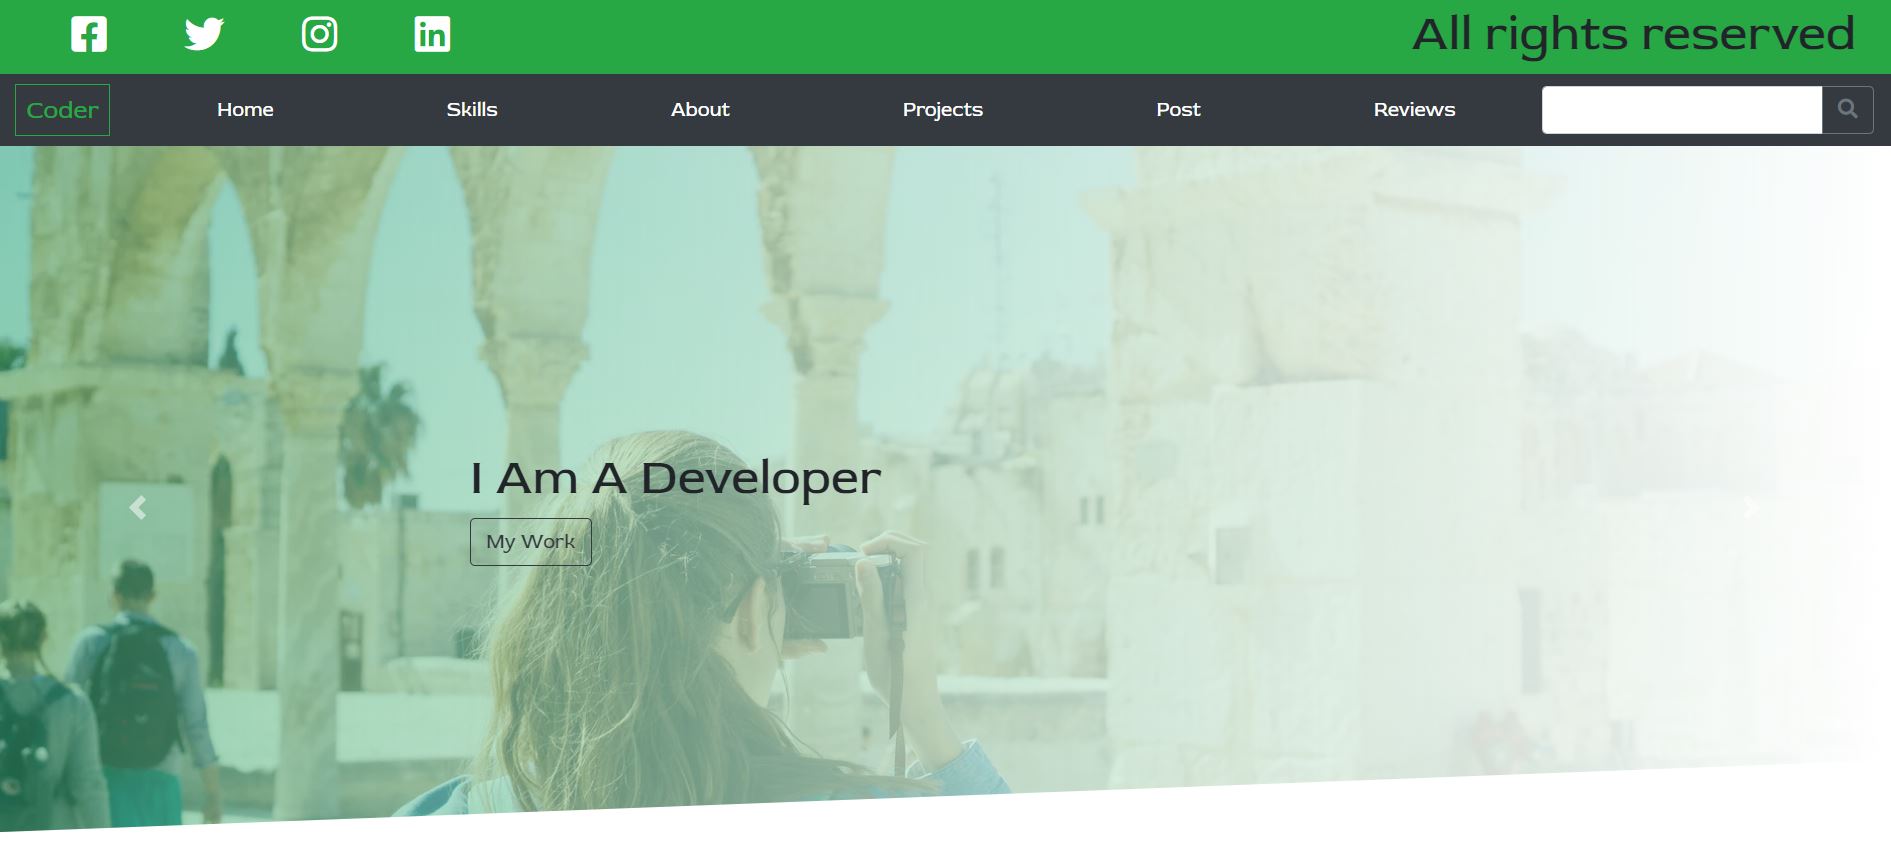 All rights reserved
Coder
Home
Skills
About
Projects
Post
Reviews
I Am A Developer
My Work